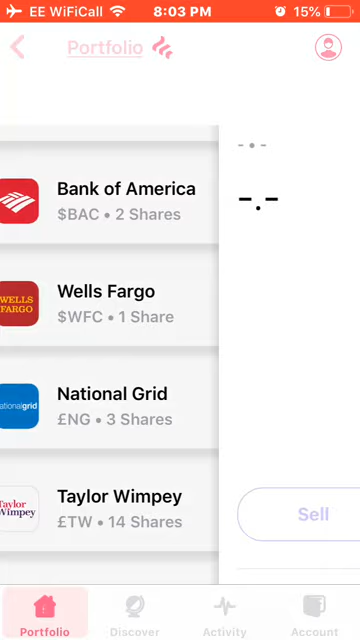 EE WiFiCall 8:03 PM 15%
Portfolio
-.-
-.-
Bank of America
$BAC • 2 Shares
WELLS
FARGO
Wells Fargo
$WFC • 1 Share
nationalgrid
National Grid
£NG • 3 Shares
Taylor
Wimpey
Taylor Wimpey
£TW • 14 Shares
Sell
Portfolio Discover Activity Account